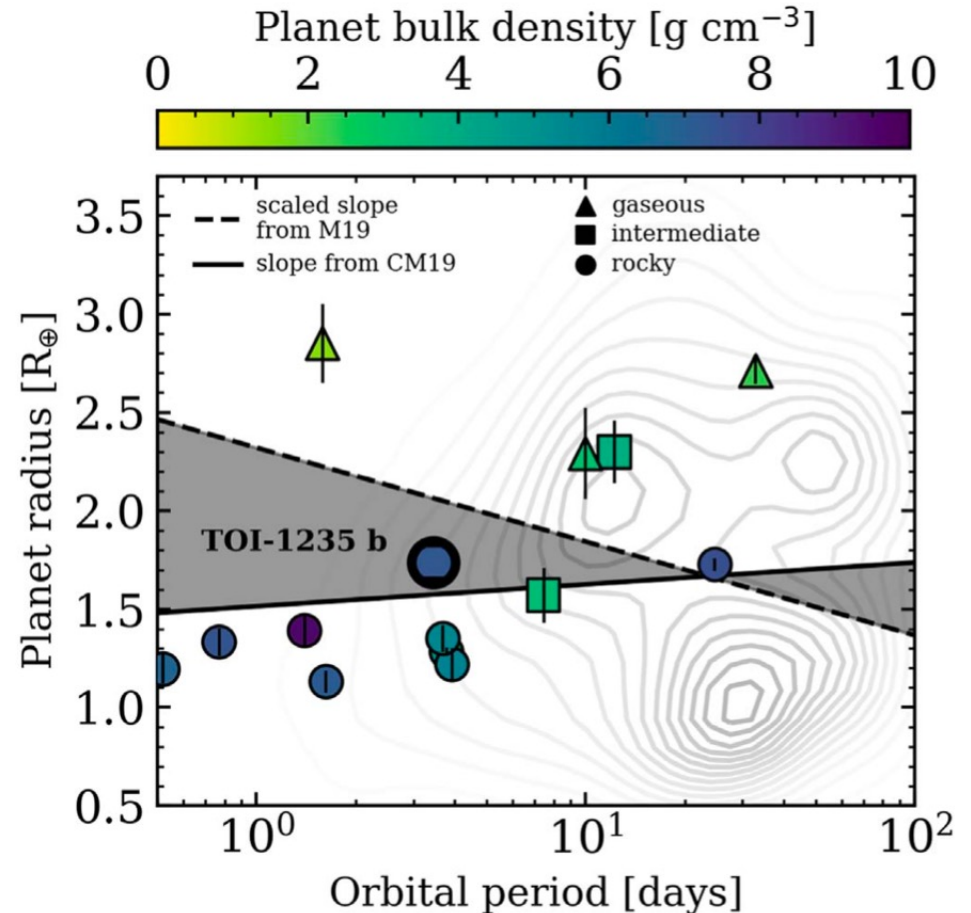 Planet bulk density [g cm⁻³]
0 2 4 6 8 10
scaled slope
from M19
slope from CM19
gaseous
intermediate
rocky
3.5
3.0
2.5
2.0
1.5
1.0
0.5
Planet radius [R⊕]
TOI-1235 b
10⁰ 10¹ 10²
Orbital period [days]